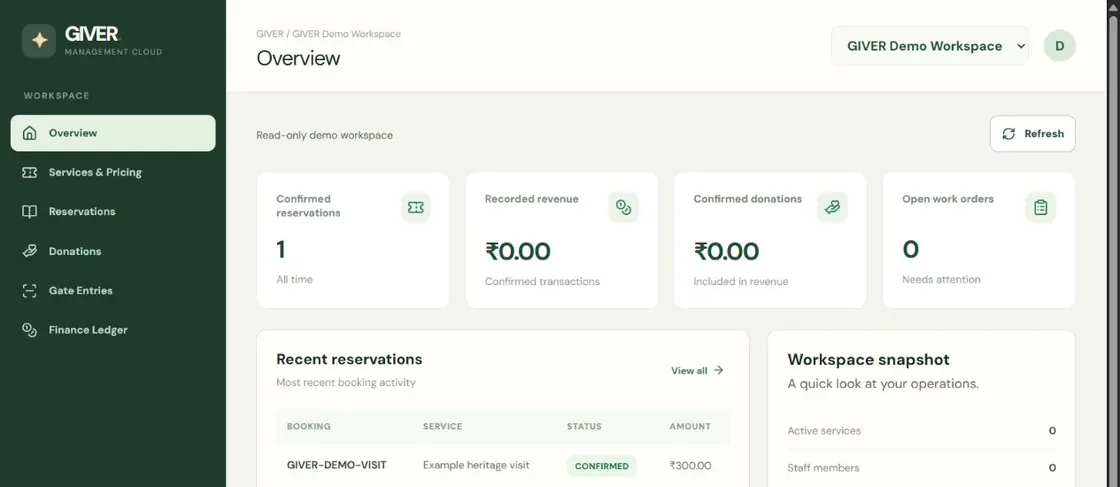 GIVER
MANAGEMENT CLOUD
WORKSPACE
Overview
Services & Pricing
Reservations
Donations
Gate Entries
Finance Ledger
GIVER / GIVER Demo Workspace
Overview
GIVER Demo Workspace
D
Read-only demo workspace
Refresh
Confirmed reservations
1
All time
Recorded revenue
₹0.00
Confirmed transactions
Confirmed donations
₹0.00
Included in revenue
Open work orders
0
Needs attention
Recent reservations
Most recent booking activity
View all
BOOKING SERVICE STATUS AMOUNT
GIVER-DEMO-VISIT Example heritage visit CONFIRMED ₹300.00
Workspace snapshot
A quick look at your operations.
Active services 0
Staff members 0